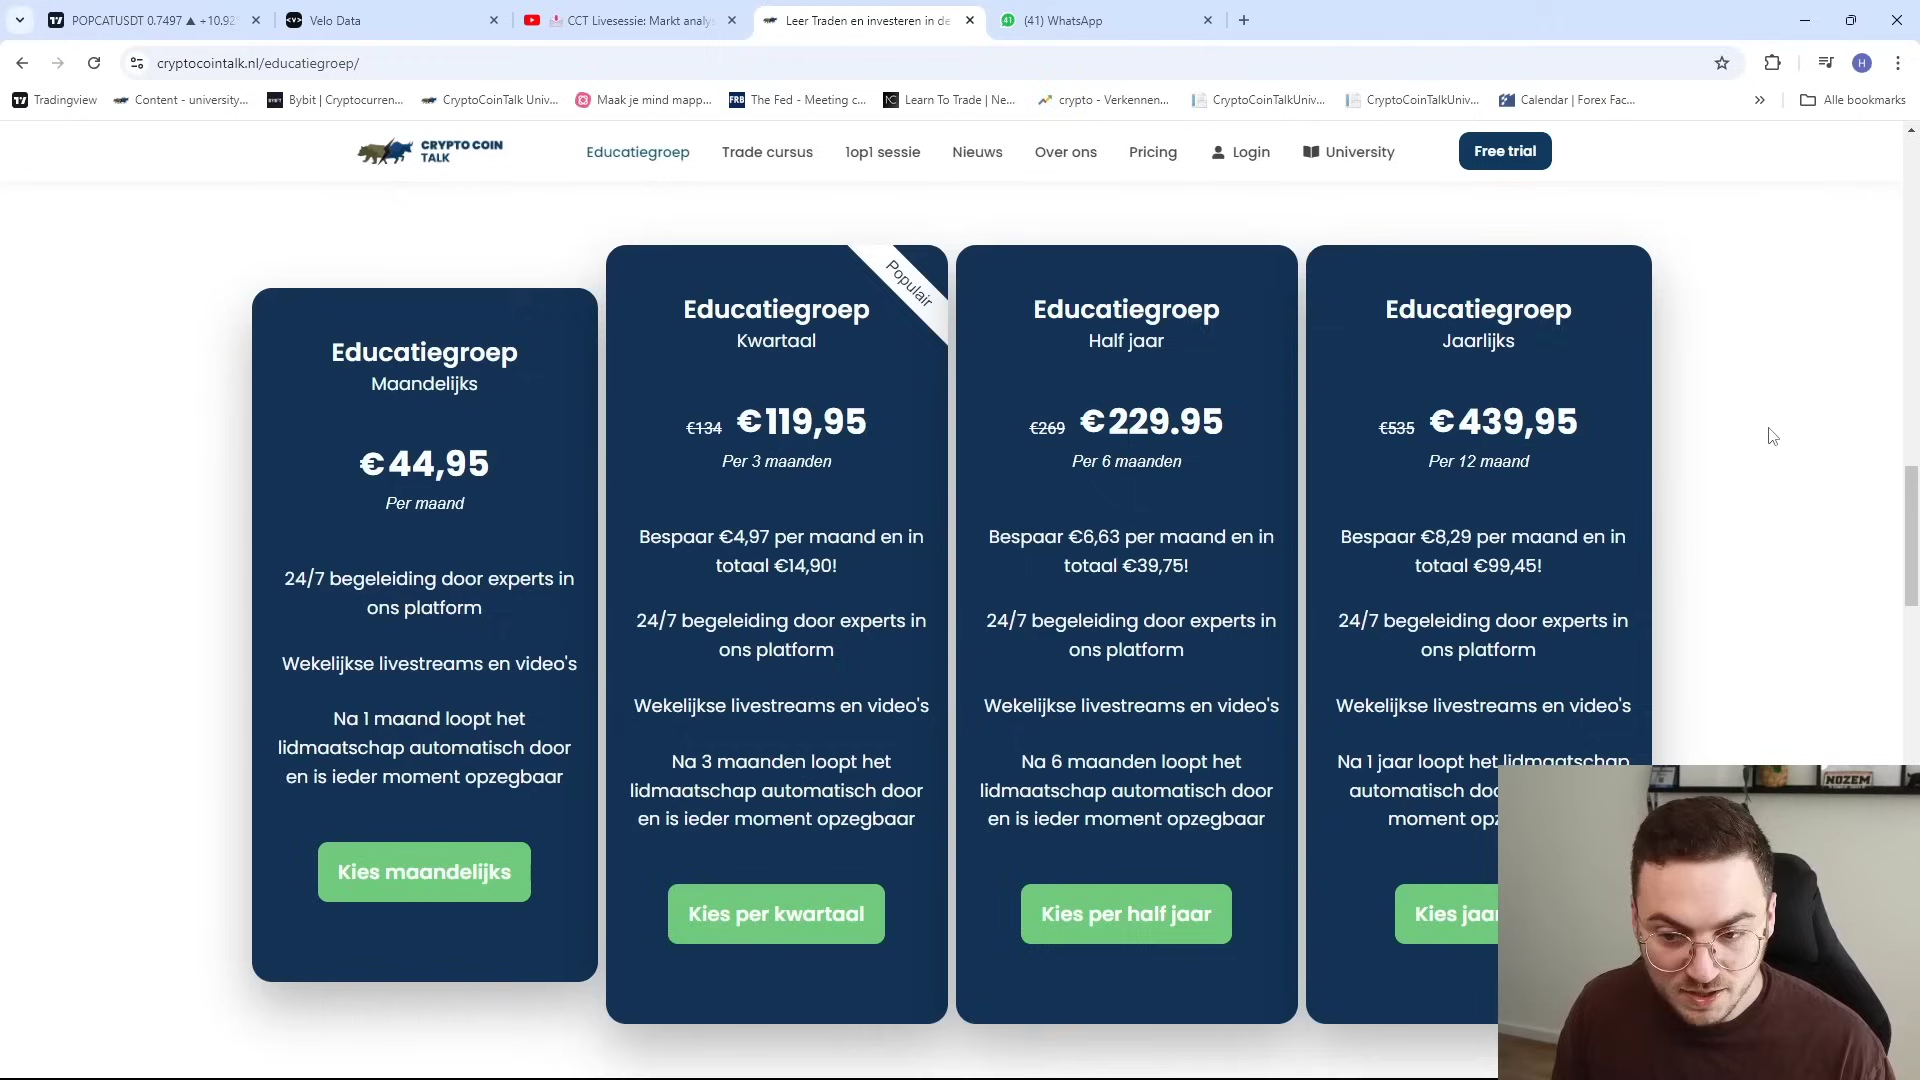 POPCATUSDT 0.7497 ▲ +10.92
Velo Data
CCT Livesessie: Markt analys
Leer Traden en investeren in de
(41) WhatsApp
cryptocointalk.nl/educatiegroep/
H
Tradingview
Content - university...
Bybit | Cryptocurren...
CryptoCoinTalk Univ...
Maak je mind mapp...
The Fed - Meeting c...
Learn To Trade | Ne...
crypto - Verkennen...
CryptoCoinTalkUniv...
CryptoCoinTalkUniv...
Calendar | Forex Fac...
Alle bookmarks
CRYPTO COIN
TALK
Educatiegroep
Trade cursus
1op1 sessie
Nieuws
Over ons
Pricing
Login
University
Free trial
Educatiegroep
Maandelijks
€44,95
Per maand
24/7 begeleiding door experts in
ons platform
Wekelijkse livestreams en video's
Na 1 maand loopt het
lidmaatschap automatisch door
en is ieder moment opzegbaar
Kies maandelijks
Populair
Educatiegroep
Kwartaal
€134 €119,95
Per 3 maanden
Bespaar €4,97 per maand en in
totaal €14,90!
24/7 begeleiding door experts in
ons platform
Wekelijkse livestreams en video's
Na 3 maanden loopt het
lidmaatschap automatisch door
en is ieder moment opzegbaar
Kies per kwartaal
Educatiegroep
Half jaar
€269 €229.95
Per 6 maanden
Bespaar €6,63 per maand en in
totaal €39,75!
24/7 begeleiding door experts in
ons platform
Wekelijkse livestreams en video's
Na 6 maanden loopt het
lidmaatschap automatisch door
en is ieder moment opzegbaar
Kies per half jaar
Educatiegroep
Jaarlijks
€535 €439,95
Per 12 maand
Bespaar €8,29 per maand en in
totaal €99,45!
24/7 begeleiding door experts in
ons platform
Wekelijkse livestreams en video's
Na 1 jaar loopt het lidmaatschap
automatisch doo
moment opz
Kies jaar
NOZEM